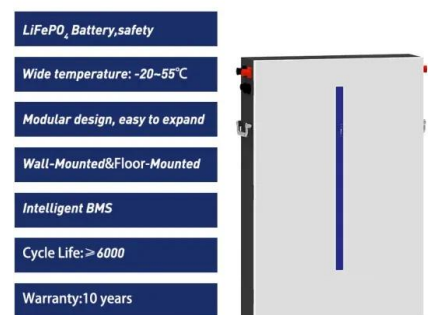 LiFePO₄ Battery,safety
Wide temperature: -20~55℃
Modular design, easy to expand
Wall-Mounted&Floor-Mounted
Intelligent BMS
Cycle Life:≥6000
Warranty:10 years